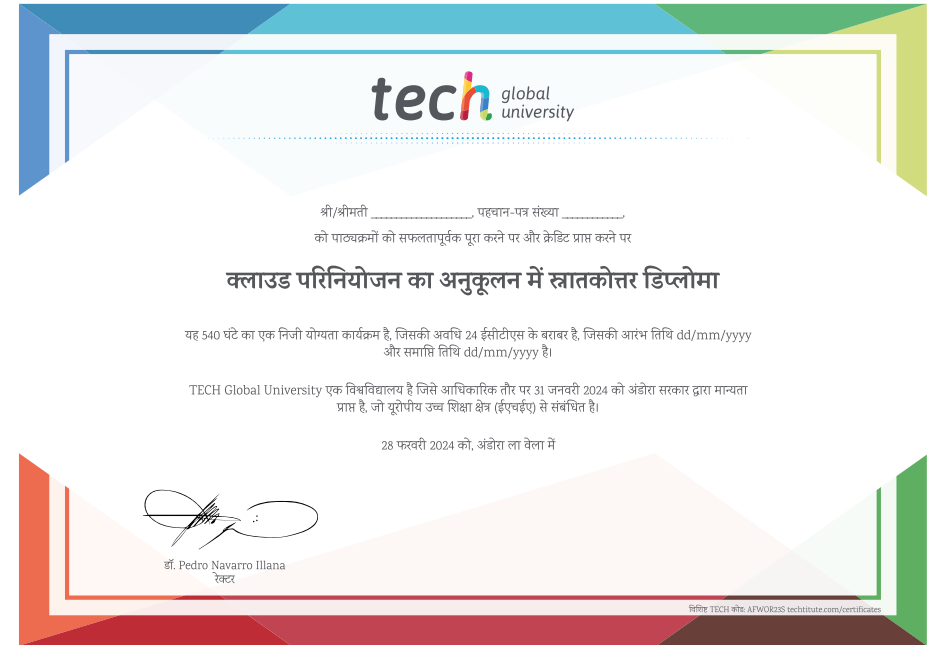 tech global
university
श्री/श्रीमती ____________________, पहचान-पत्र संख्या ____________,
को पाठ्यक्रमों को सफलतापूर्वक पूरा करने पर और क्रेडिट प्राप्त करने पर
क्लाउड परिनियोजन का अनुकूलन में स्नातकोत्तर डिप्लोमा
यह 540 घंटे का एक निजी योग्यता कार्यक्रम है, जिसकी अवधि 24 ईसीटीएस के बराबर है, जिसकी आरंभ तिथि dd/mm/yyyy
और समाप्ति तिथि dd/mm/yyyy है।
TECH Global University एक विश्वविद्यालय है जिसे आधिकारिक तौर पर 31 जनवरी 2024 को अंडोरा सरकार द्वारा मान्यता
प्राप्त है, जो यूरोपीय उच्च शिक्षा क्षेत्र (ईएचईए) से संबंधित है।
28 फरवरी 2024 को, अंडोरा ला वेला में
डॉ. Pedro Navarro Illana
रेक्टर
विशिष्ट TECH कोड: AFWOR23S techtitute.com/certificates